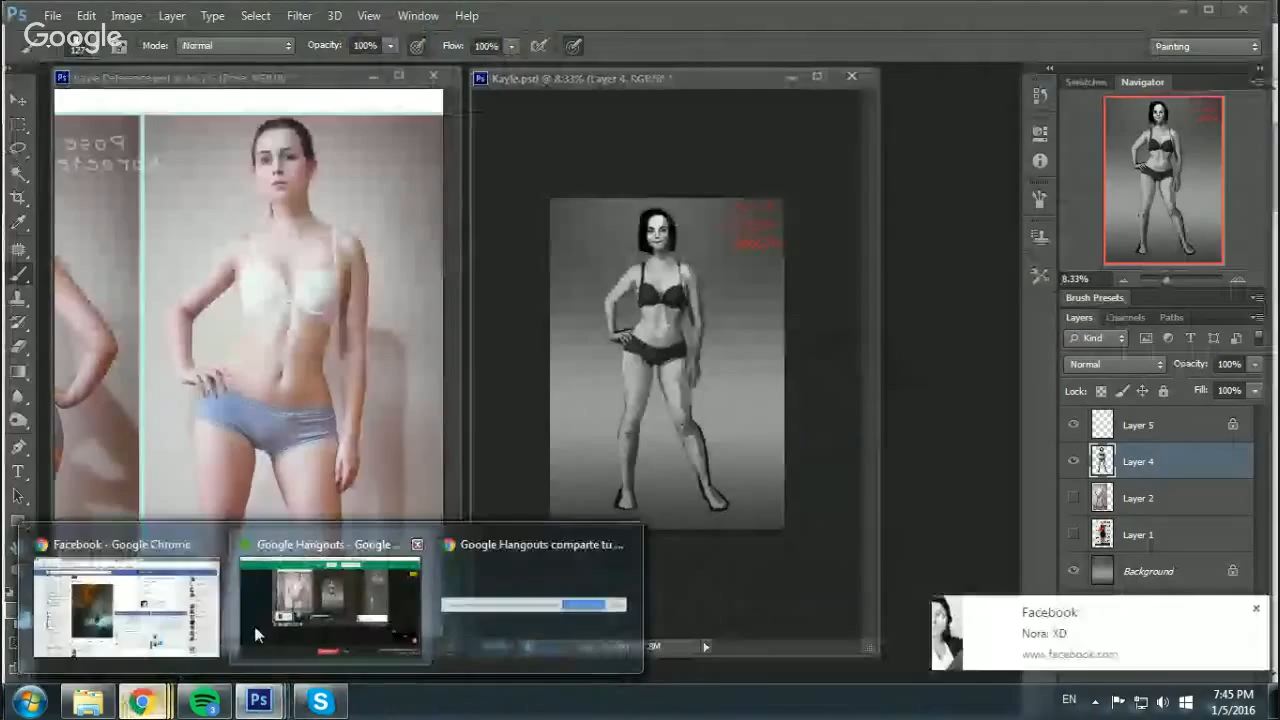 Ps File Edit Image Layer Type Select Filter 3D View Window Help
Google
Mode: Normal Opacity: 100% Flow: 100% Painting
Kayle.psd @ 8.33% (Layer 4, RGB/8) *
Swatches Navigator
Pose
8.33%
Brush Presets
Layers Channels Paths
Kind
Normal Opacity: 100%
Lock: Fill: 100%
Layer 5
Layer 4
Layer 2
Layer 1
Background
Facebook - Google Chrome
Google Hangouts - Google ...
Google Hangouts comparte tu ...
Facebook
Nora: XD
www.facebook.com
EN
7:45 PM
1/5/2016